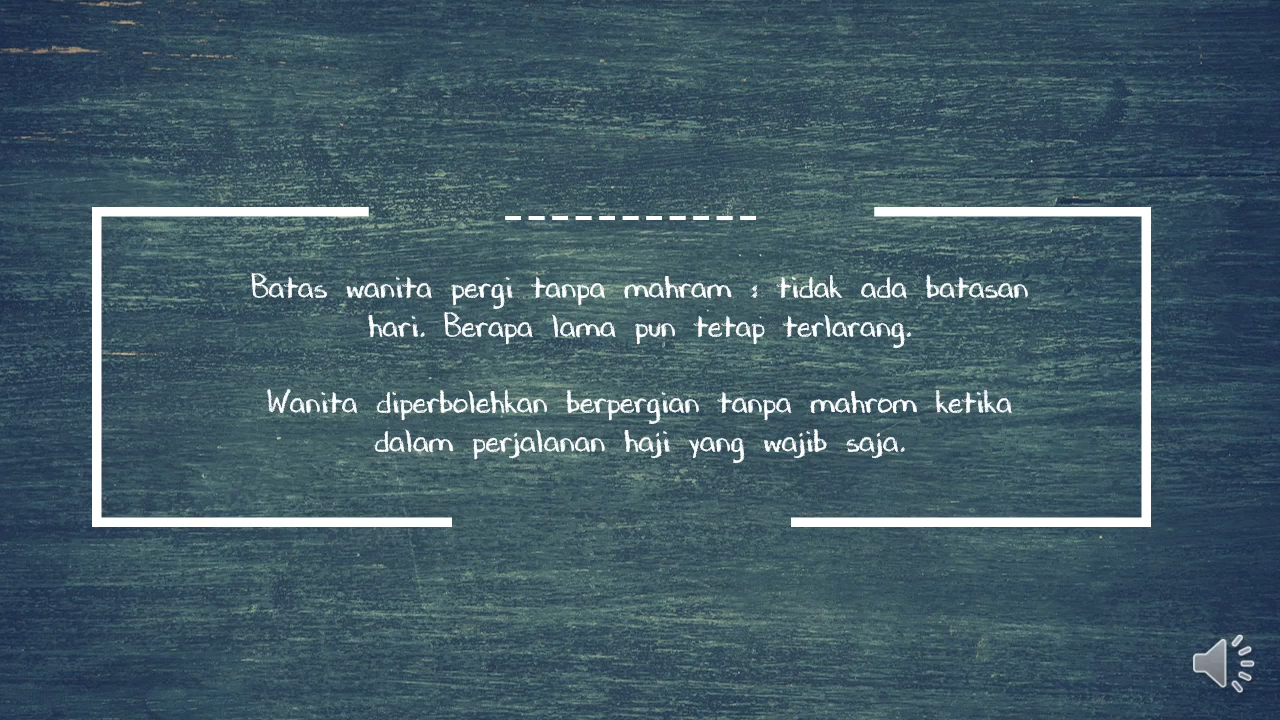 Batas wanita pergi tanpa mahram : tidak ada batasan
hari. Berapa lama pun tetap terlarang.
Wanita diperbolehkan berpergian tanpa mahrom ketika
dalam perjalanan haji yang wajib saja.